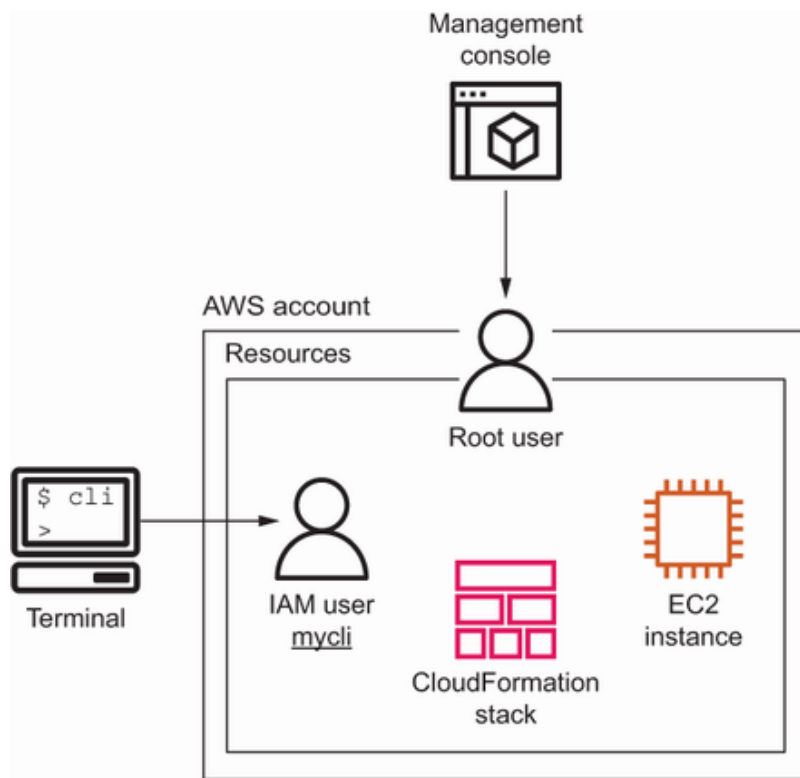 Management
console
AWS account
Resources
Root user
$ cli
>
Terminal
IAM user
mycli
CloudFormation
stack
EC2
instance